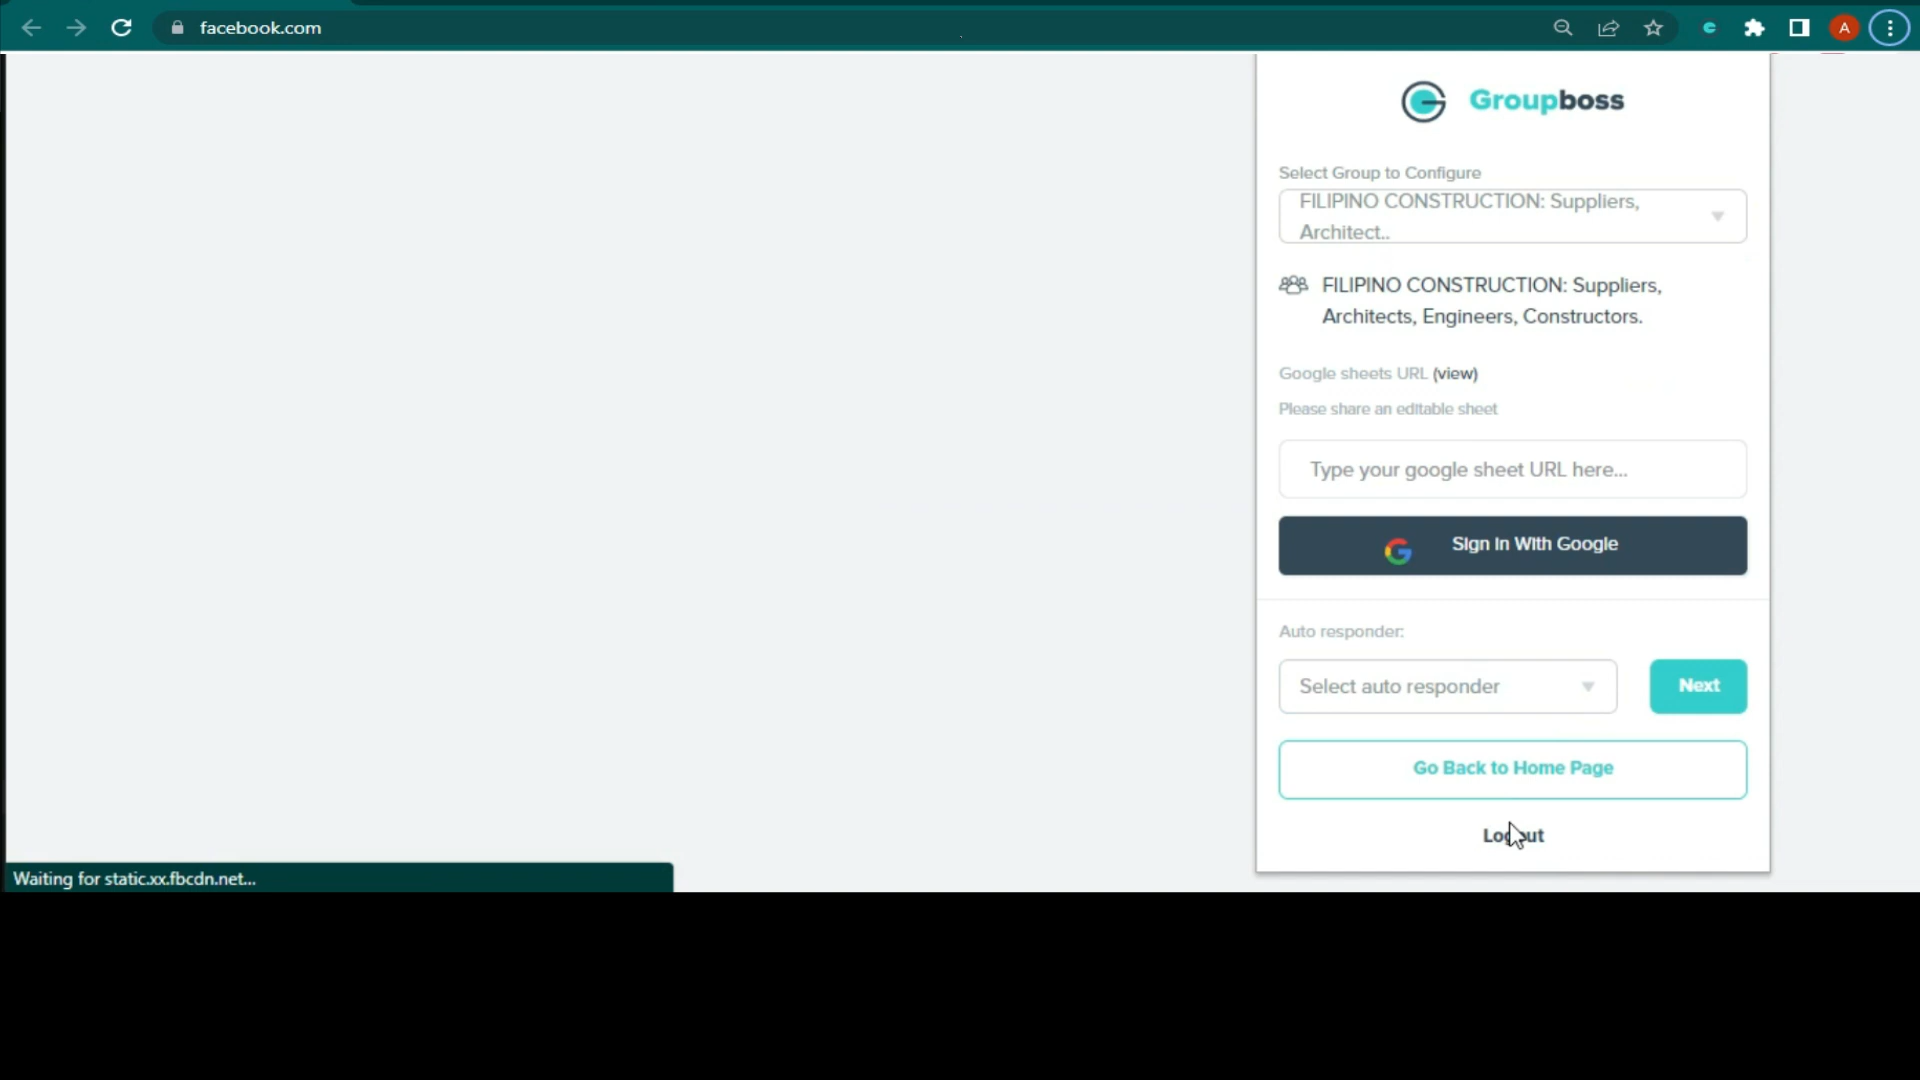 facebook.com
A
Groupboss
Select Group to Configure
FILIPINO CONSTRUCTION: Suppliers,
Architect..
FILIPINO CONSTRUCTION: Suppliers,
Architects, Engineers, Constructors.
Google sheets URL (view)
Please share an editable sheet
Type your google sheet URL here...
Sign In With Google
Auto responder:
Select auto responder
Next
Go Back to Home Page
Logout
Waiting for static.xx.fbcdn.net...